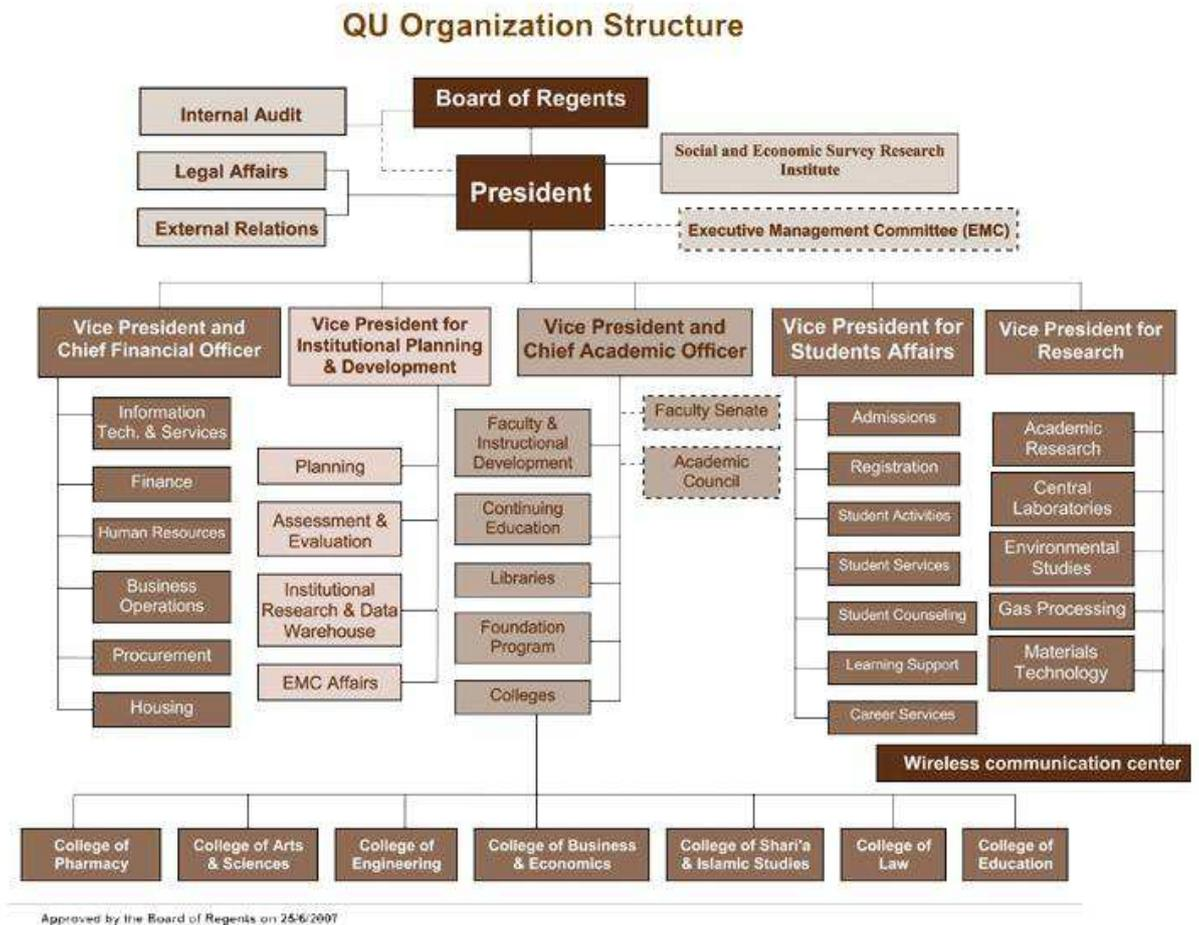 QU Organization Structure
Board of Regents
Internal Audit
Legal Affairs
External Relations
President
Social and Economic Survey Research
Institute
Executive Management Committee (EMC)
Vice President and
Chief Financial Officer
Information
Tech. & Services
Finance
Human Resources
Business
Operations
Procurement
Housing
Vice President for
Institutional Planning
& Development
Planning
Assessment &
Evaluation
Institutional
Research & Data
Warehouse
EMC Affairs
Vice President and
Chief Academic Officer
Faculty &
Instructional
Development
Continuing
Education
Libraries
Foundation
Program
Colleges
Faculty Senate
Academic
Council
Vice President for
Students Affairs
Admissions
Registration
Student Activities
Student Services
Student Counseling
Learning Support
Career Services
Vice President for
Research
Academic
Research
Central
Laboratories
Environmental
Studies
Gas Processing
Materials
Technology
Wireless communication center
College of
Pharmacy
College of Arts
& Sciences
College of
Engineering
College of Business
& Economics
College of Shari'a
& Islamic Studies
College of
Law
College of
Education
Approved by the Board of Regents on 25/6/2007